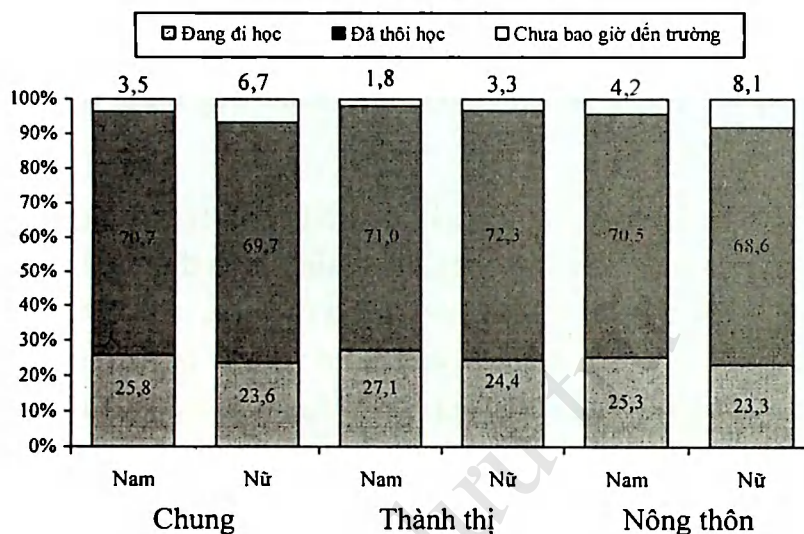 Đang đi học Đã thôi học Chưa bao giờ đến trường
3,5 6,7 1,8 3,3 4,2 8,1
100%
90%
80%
70%
60%
50%
40%
30%
20%
10%
0%
70,7 69,7 71,0 72,3 70,5 68,6
25,8 23,6 27,1 24,4 25,3 23,3
Nam Nữ Nam Nữ Nam Nữ
Chung Thành thị Nông thôn